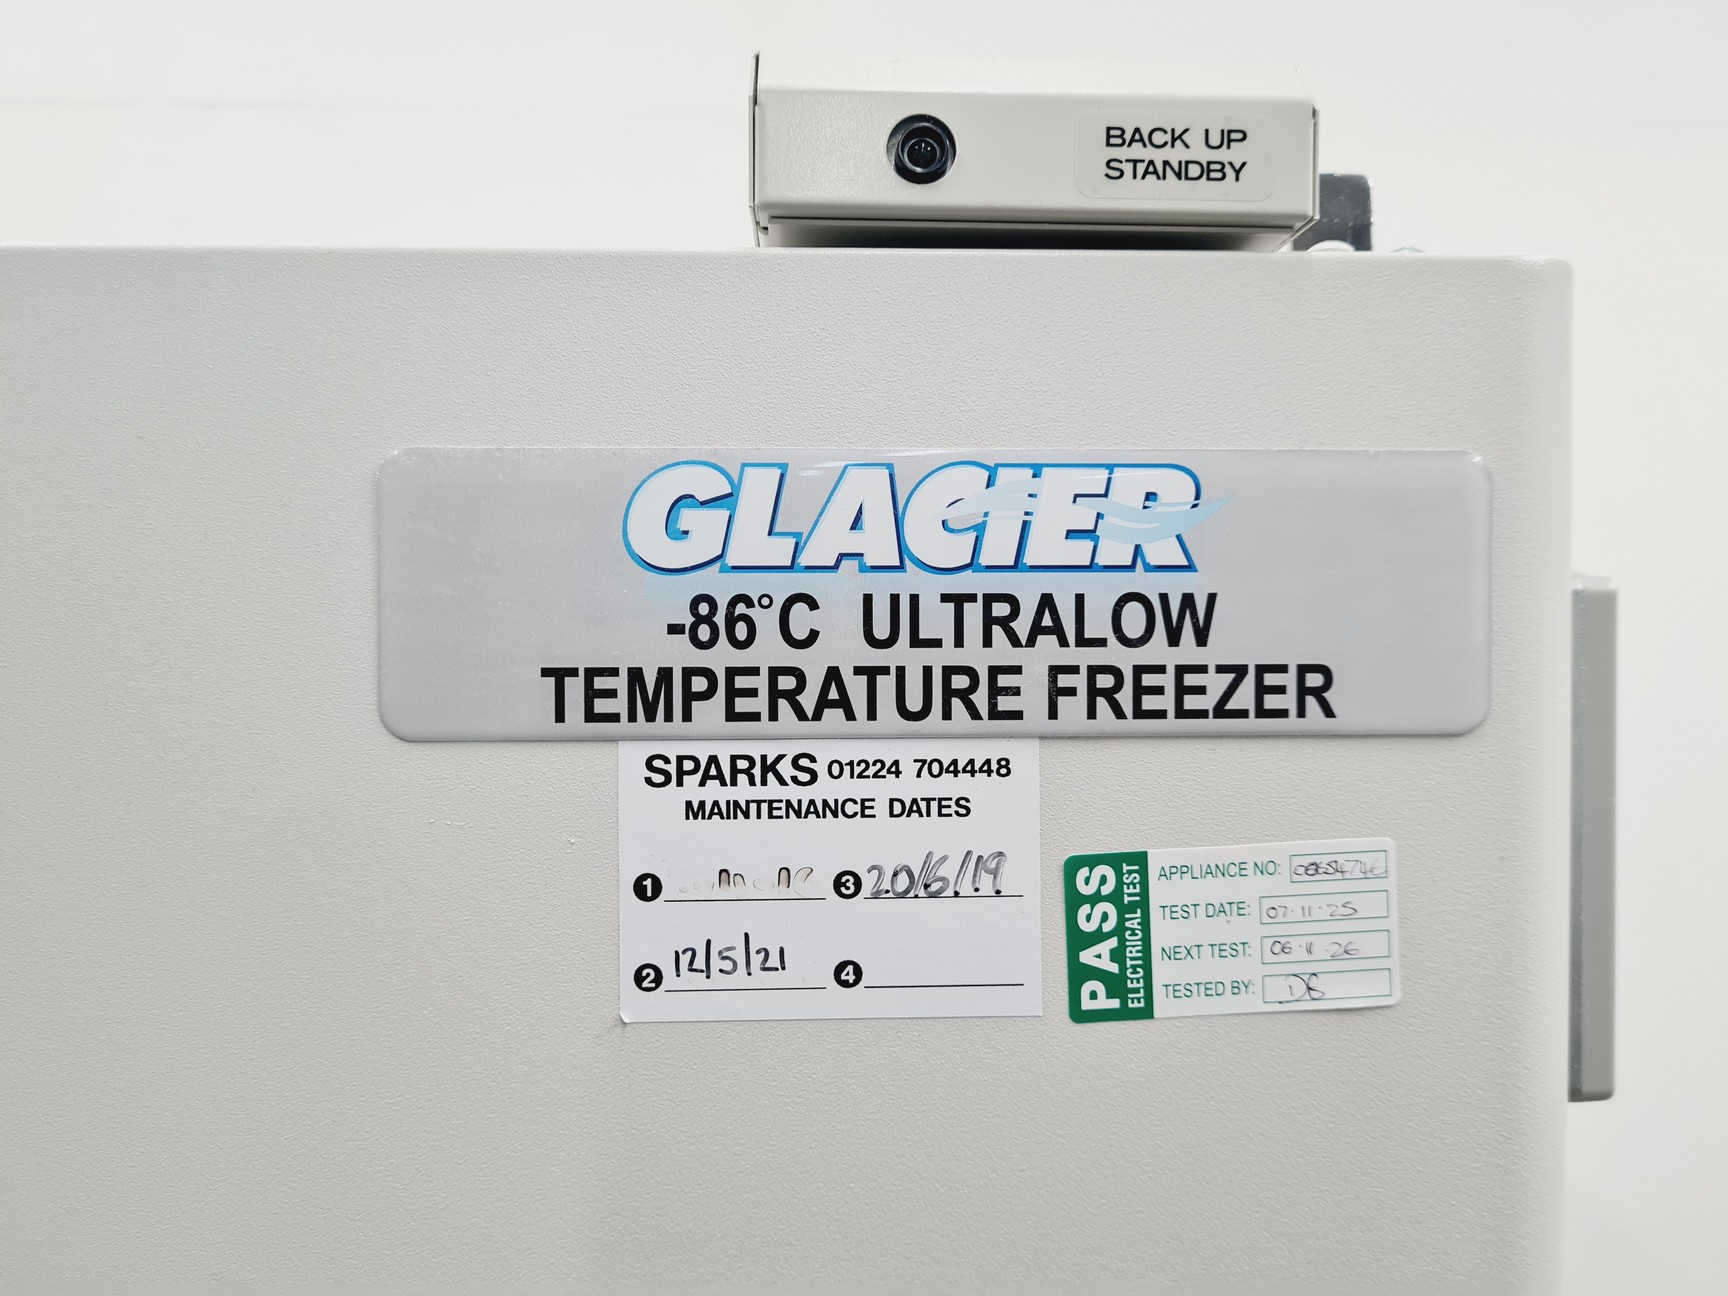 BACK UP
STANDBY
GLACIER
-86°C ULTRALOW
TEMPERATURE FREEZER
SPARKS 01224 704448
MAINTENANCE DATES
1
3 20/6/19
2 12/5/21
4
PASS
ELECTRICAL TEST
APPLIANCE NO:
TEST DATE: 07-11-25
NEXT TEST: 06-11-26
TESTED BY: DG